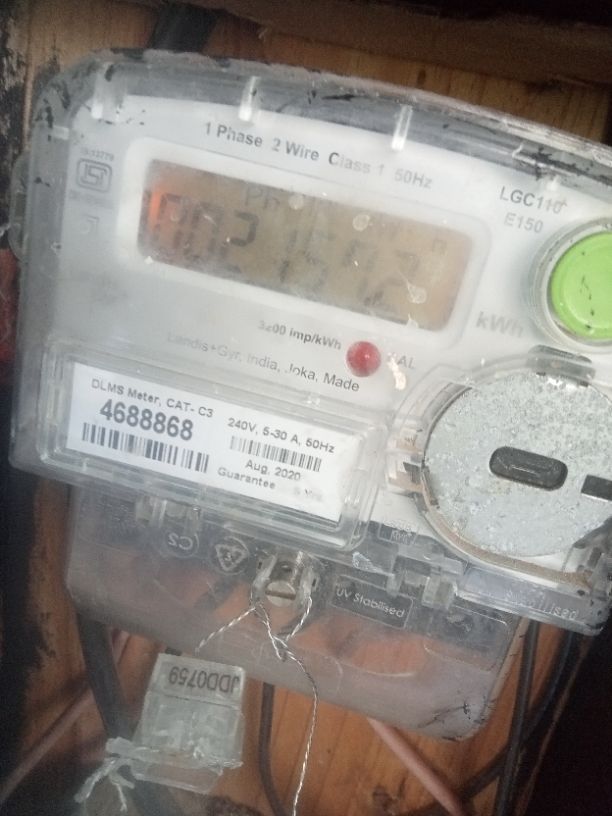 1 Phase 2 Wire Class 1 50Hz
LGC110
E150
kWh
3200 imp/kWh
CAL
Landis+Gyr, India, Joka, Made
DLMS Meter, CAT- C3
4688868
240V, 5-30 A, 50Hz
Aug, 2020
Guarantee
C2
UV Stabilised
JDD0759